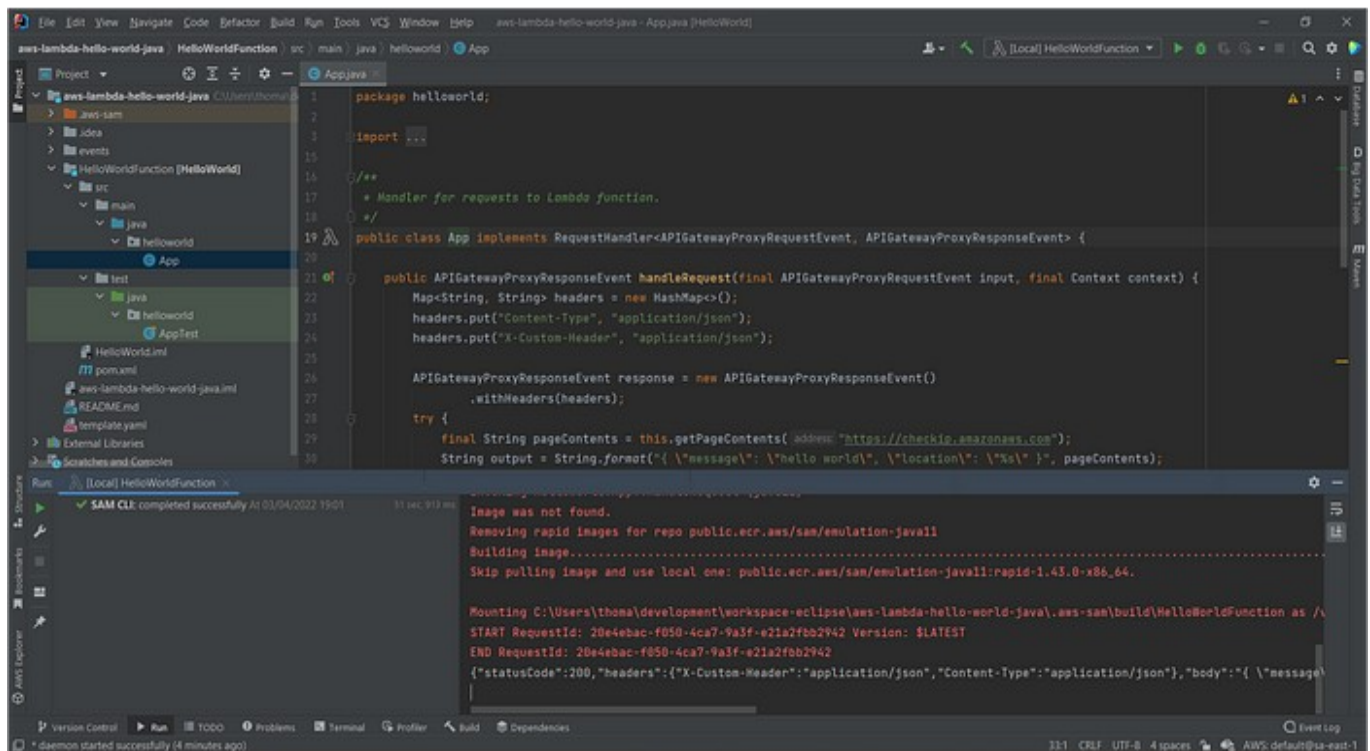 File Edit View Navigate Code Refactor Build Run Tools VCS Window Help aws-lambda-hello-world-java - App.java [HelloWorld]
aws-lambda-hello-world-java HelloWorldFunction src main java helloworld App
[Local] HelloWorldFunction
Project
App.java
Project
aws-lambda-hello-world-java
.aws-sam
.idea
events
HelloWorldFunction [HelloWorld]
src
main
java
helloworld
App
test
java
helloworld
AppTest
HelloWorld.iml
pom.xml
aws-lambda-hello-world-java.iml
README.md
template.yaml
External Libraries
Scratches and Consoles
1 package helloworld;
2
3 import ...
15
16 /**
17 * Handler for requests to Lambda function.
18 */
19 public class App implements RequestHandler<APIGatewayProxyRequestEvent, APIGatewayProxyResponseEvent> {
20
21 public APIGatewayProxyResponseEvent handleRequest(final APIGatewayProxyRequestEvent input, final Context context) {
22 Map<String, String> headers = new HashMap<>();
23 headers.put("Content-Type", "application/json");
24 headers.put("X-Custom-Header", "application/json");
25
26 APIGatewayProxyResponseEvent response = new APIGatewayProxyResponseEvent()
27 .withHeaders(headers);
28 try {
29 final String pageContents = this.getPageContents( address: "https://checkip.amazonaws.com");
30 String output = String.format("{ \"message\": \"hello world\", \"location\": \"%s\" }", pageContents);
1
Database
Big Data Tools
Maven
Run: [Local] HelloWorldFunction
SAM CLI: completed successfully At 03/04/2022 19:01 51 sec, 913 ms
Image was not found.
Removing rapid images for repo public.ecr.aws/sam/emulation-java11
Building image......................................................................................................
Skip pulling image and use local one: public.ecr.aws/sam/emulation-java11:rapid-1.43.0-x86_64.
Mounting C:\Users\thoma\development\workspace-eclipse\aws-lambda-hello-world-java\.aws-sam\build\HelloWorldFunction as /v
START RequestId: 20e4ebac-f050-4ca7-9a3f-e21a2fbb2942 Version: $LATEST
END RequestId: 20e4ebac-f050-4ca7-9a3f-e21a2fbb2942
{"statusCode":200,"headers":{"X-Custom-Header":"application/json","Content-Type":"application/json"},"body":"{ \"message\
Structure
Bookmarks
AWS Explorer
Version Control Run TODO Problems Terminal Profiler Build Dependencies Event Log
* daemon started successfully (4 minutes ago) 33:1 CRLF UTF-8 4 spaces AWS: default@sa-east-1